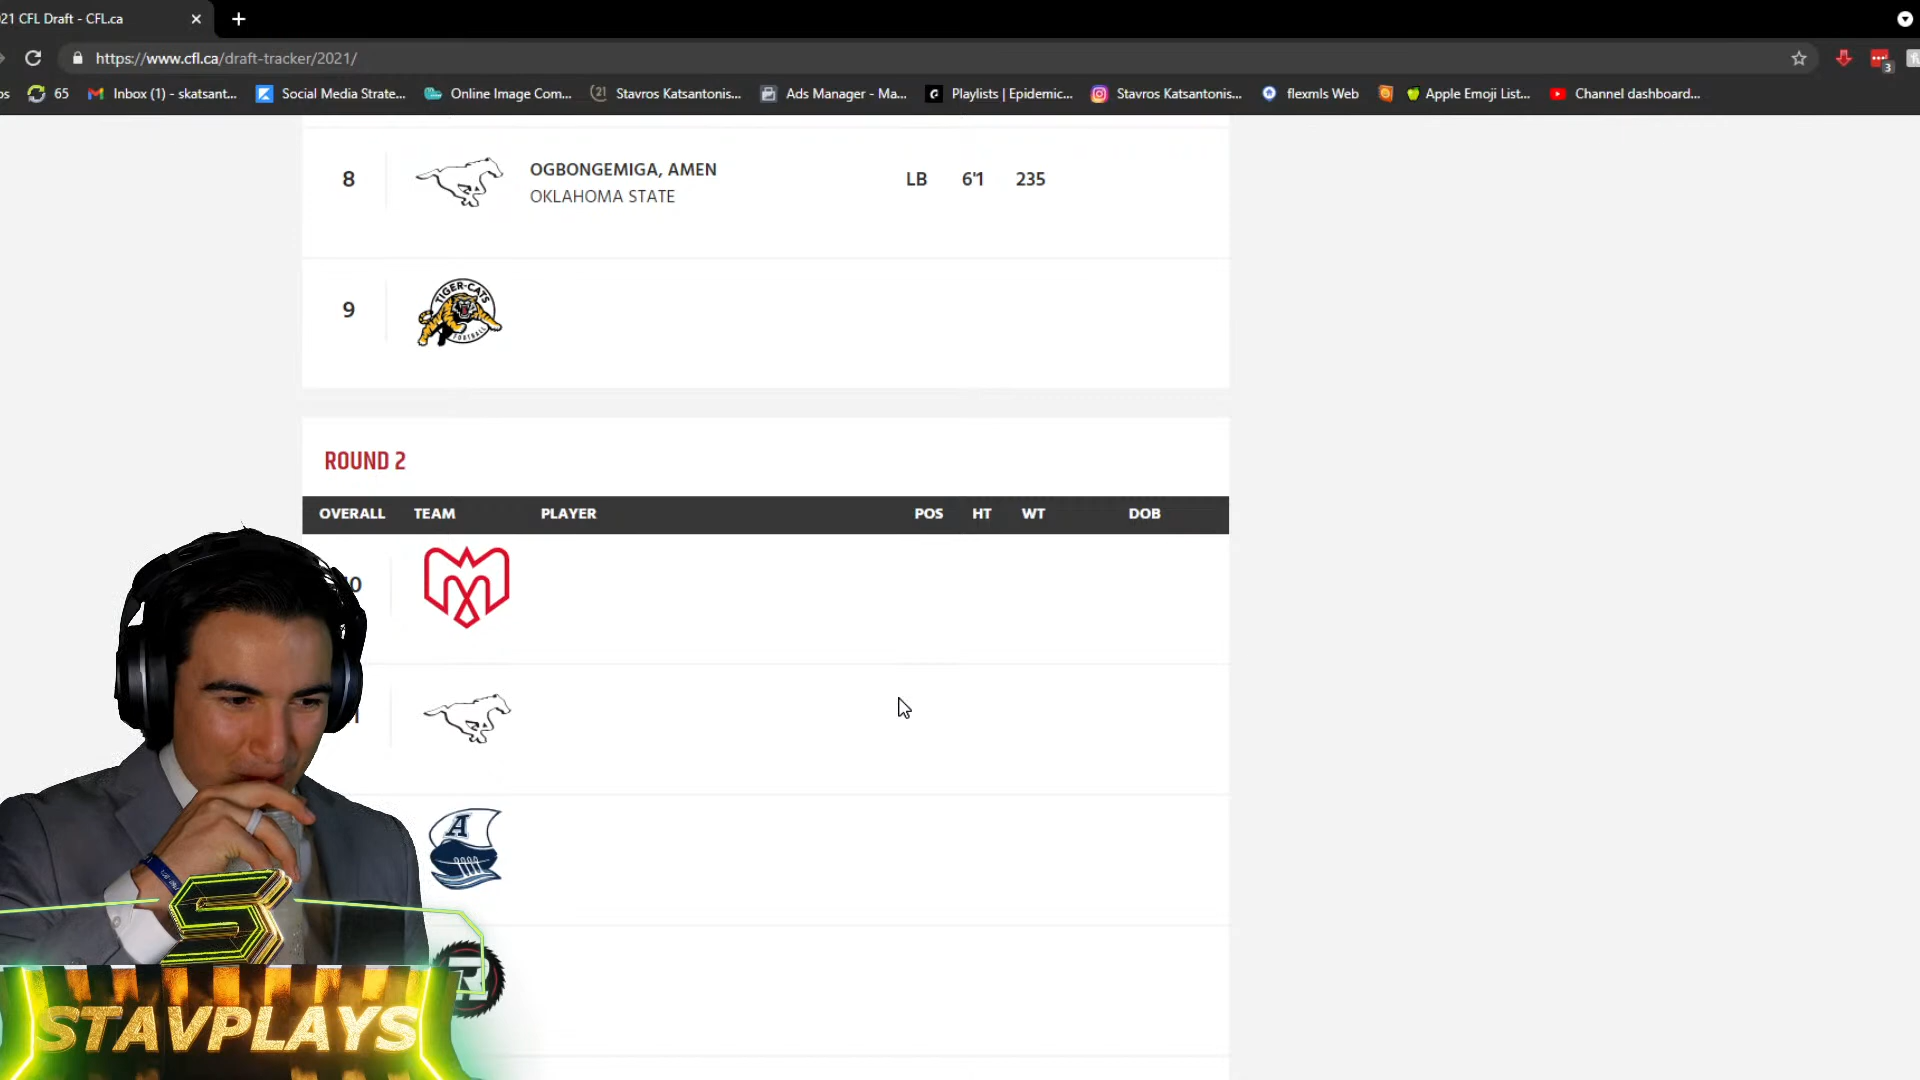 21 CFL Draft - CFL.ca
https://www.cfl.ca/draft-tracker/2021/
3
65
Inbox (1) - skatsant...
Social Media Strate...
Online Image Com...
(21
Stavros Katsantonis...
Ads Manager - Ma...
Playlists | Epidemic...
Stavros Katsantonis...
flexmls Web
Apple Emoji List...
Channel dashboard...
8
OGBONGEMIGA, AMEN
LB 6'1 235
OKLAHOMA STATE
9
TIGER-CATS
FOOTBALL
ROUND 2
OVERALL TEAM PLAYER POS HT WT DOB
A
R
S
STAVPLAYS